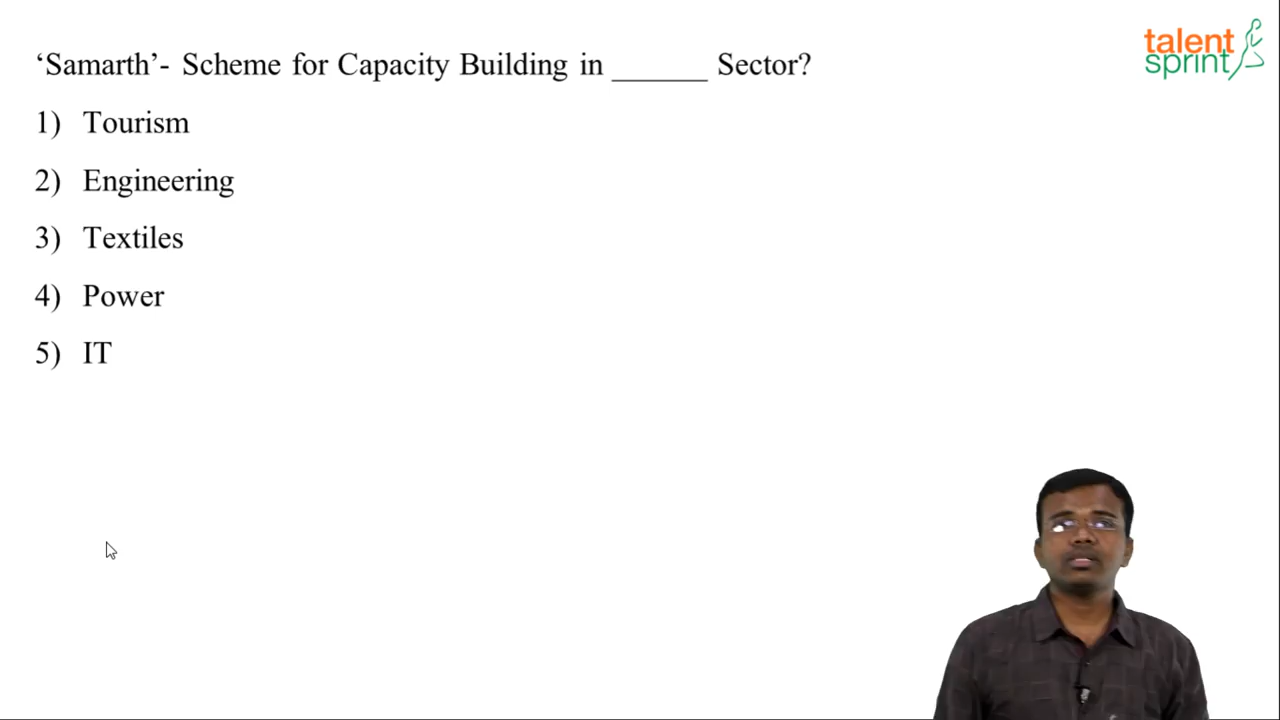 ‘Samarth’- Scheme for Capacity Building in ______ Sector?
1) Tourism
2) Engineering
3) Textiles
4) Power
5) IT
talent
sprint